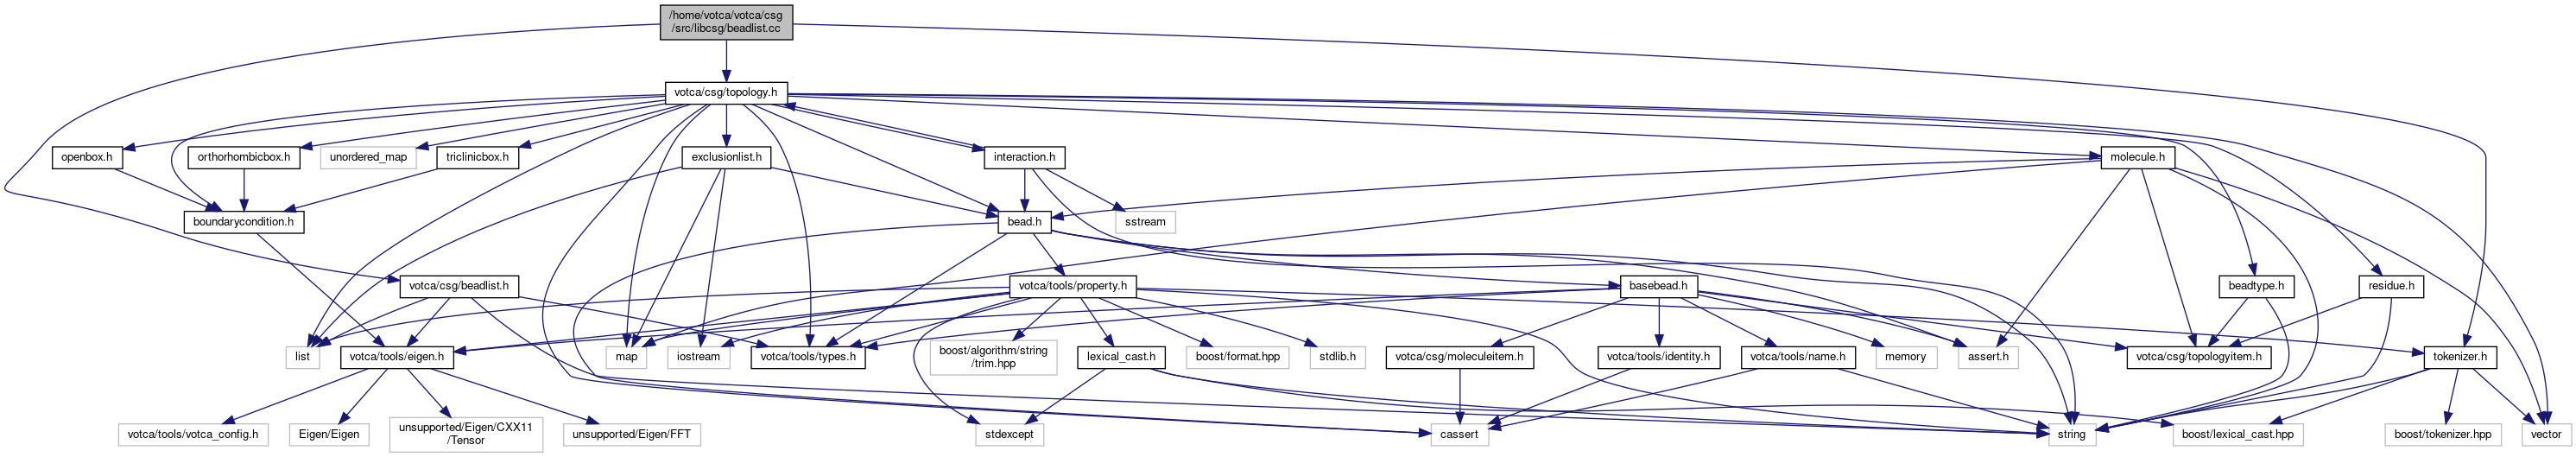 /home/votca/votca/csg
/src/libcsg/beadlist.cc
votca/csg/topology.h
openbox.h
orthorhombicbox.h
unordered_map
triclinicbox.h
exclusionlist.h
interaction.h
molecule.h
boundarycondition.h
bead.h
sstream
votca/csg/beadlist.h
votca/tools/property.h
basebead.h
beadtype.h
residue.h
list
votca/tools/eigen.h
map
iostream
votca/tools/types.h
boost/algorithm/string
/trim.hpp
lexical_cast.h
boost/format.hpp
stdlib.h
votca/csg/moleculeitem.h
votca/tools/identity.h
votca/tools/name.h
memory
assert.h
votca/csg/topologyitem.h
tokenizer.h
votca/tools/votca_config.h
Eigen/Eigen
unsupported/Eigen/CXX11
/Tensor
unsupported/Eigen/FFT
stdexcept
cassert
string
boost/lexical_cast.hpp
boost/tokenizer.hpp
vector